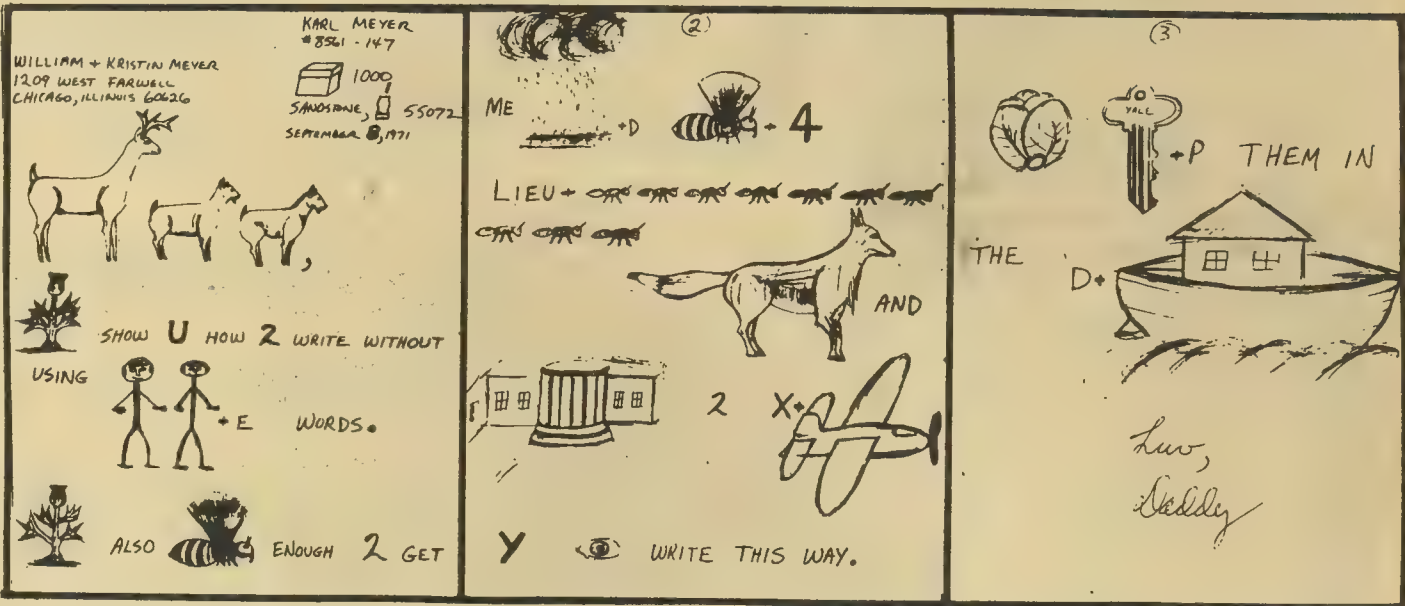 KARL MEYER
#8561-147
1000
SANDSTONE, 55072
SEPTEMBER 8, 1971
WILLIAM + KRISTIN MEYER
1209 WEST FARWELL
CHICAGO, ILLINOIS 60626
,
SHOW U HOW 2 WRITE WITHOUT
USING
+ E WORDS.
ALSO ENOUGH 2 GET
②
ME +D + 4
LIEU+
AND
2 X+
Y WRITE THIS WAY.
③
YALE
+P THEM IN
THE D+
Luv,
Daddy